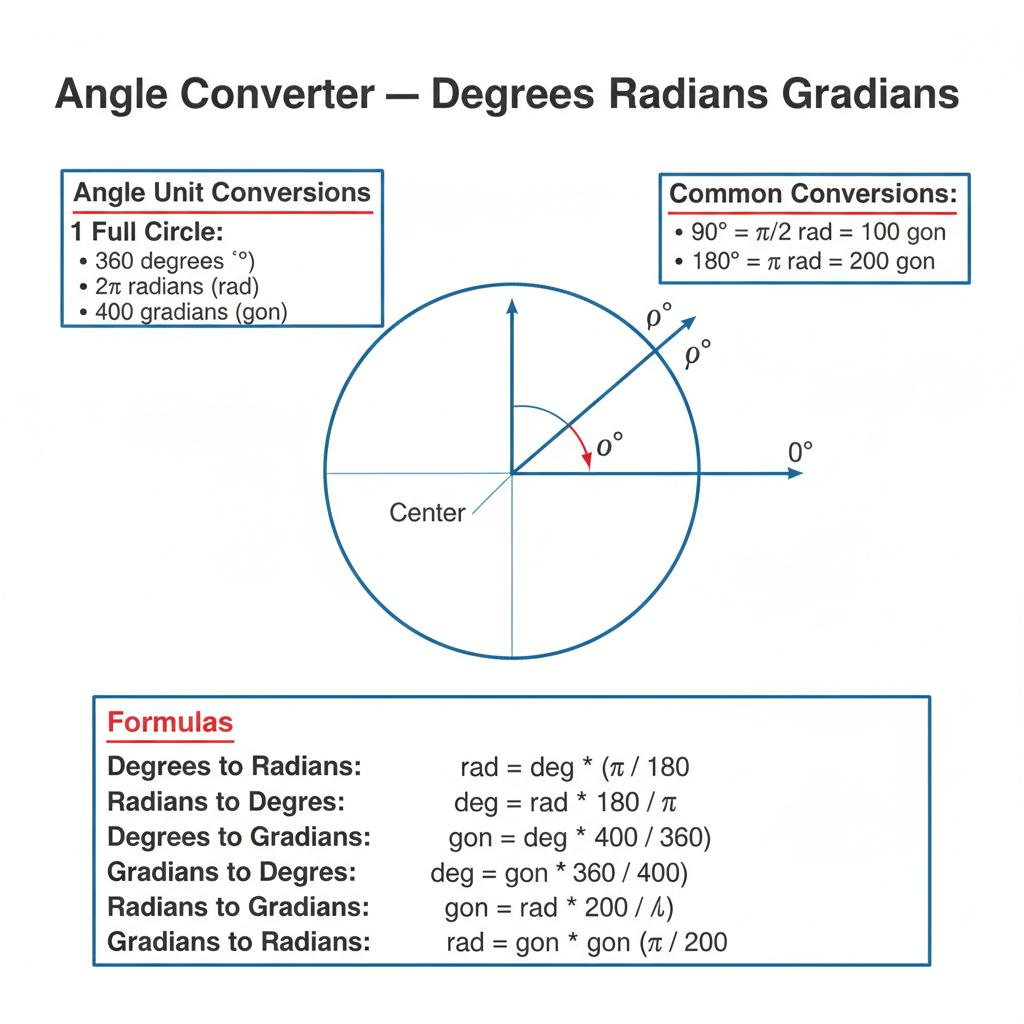 Angle Converter — Degrees Radians Gradians
Angle Unit Conversions
1 Full Circle:
• 360 degrees °)
• 2π radians (rad)
• 400 gradians (gon)
Common Conversions:
• 90° = π/2 rad = 100 gon
• 180° = π rad = 200 gon
ρ°
ρ°
o°
0°
Center
Formulas
Degrees to Radians: rad = deg * (π / 180
Radians to Degres: deg = rad * 180 / π
Degrees to Gradians: gon = deg * 400 / 360)
Gradians to Degres: deg = gon * 360 / 400)
Radians to Gradians: gon = rad * 200 / )
Gradians to Radians: rad = gon * gon (π / 200